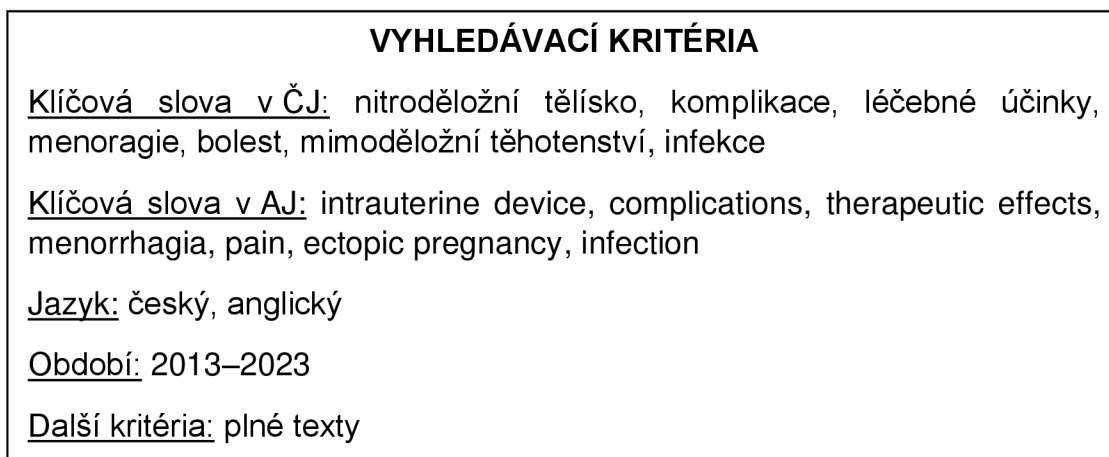 VYHLEDÁVACÍ KRITÉRIA
Klíčová slova v ČJ: nitroděložní tělísko, komplikace, léčebné účinky,
menoragie, bolest, mimoděložní těhotenství, infekce
Klíčová slova v AJ: intrauterine device, complications, therapeutic effects,
menorrhagia, pain, ectopic pregnancy, infection
Jazyk: český, anglický
Období: 2013–2023
Další kritéria: plné texty